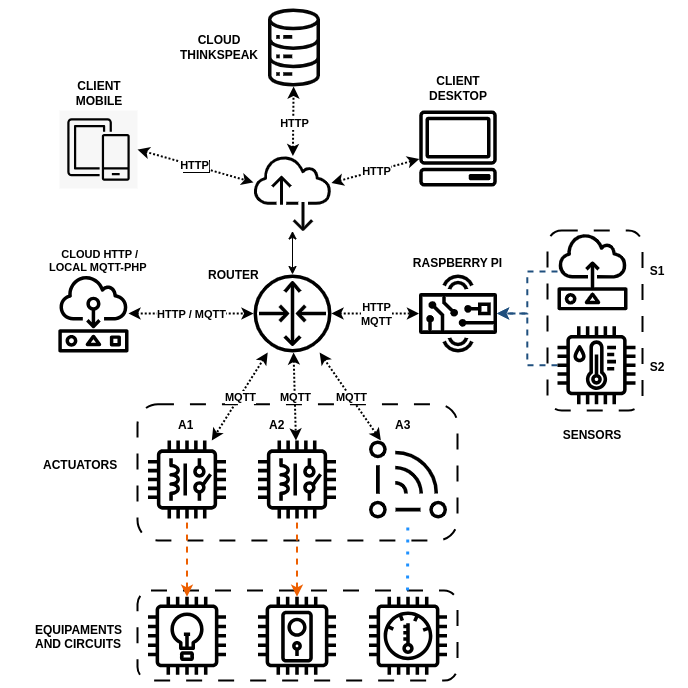 CLOUD
THINKSPEAK
CLIENT
MOBILE
CLIENT
DESKTOP
HTTP
HTTP
HTTP
CLOUD HTTP /
LOCAL MQTT-PHP
ROUTER
RASPBERRY PI
S1
HTTP / MQTT
HTTP
MQTT
S2
MQTT
MQTT
MQTT
A1
A2
A3
SENSORS
ACTUATORS
EQUIPAMENTS
AND CIRCUITS